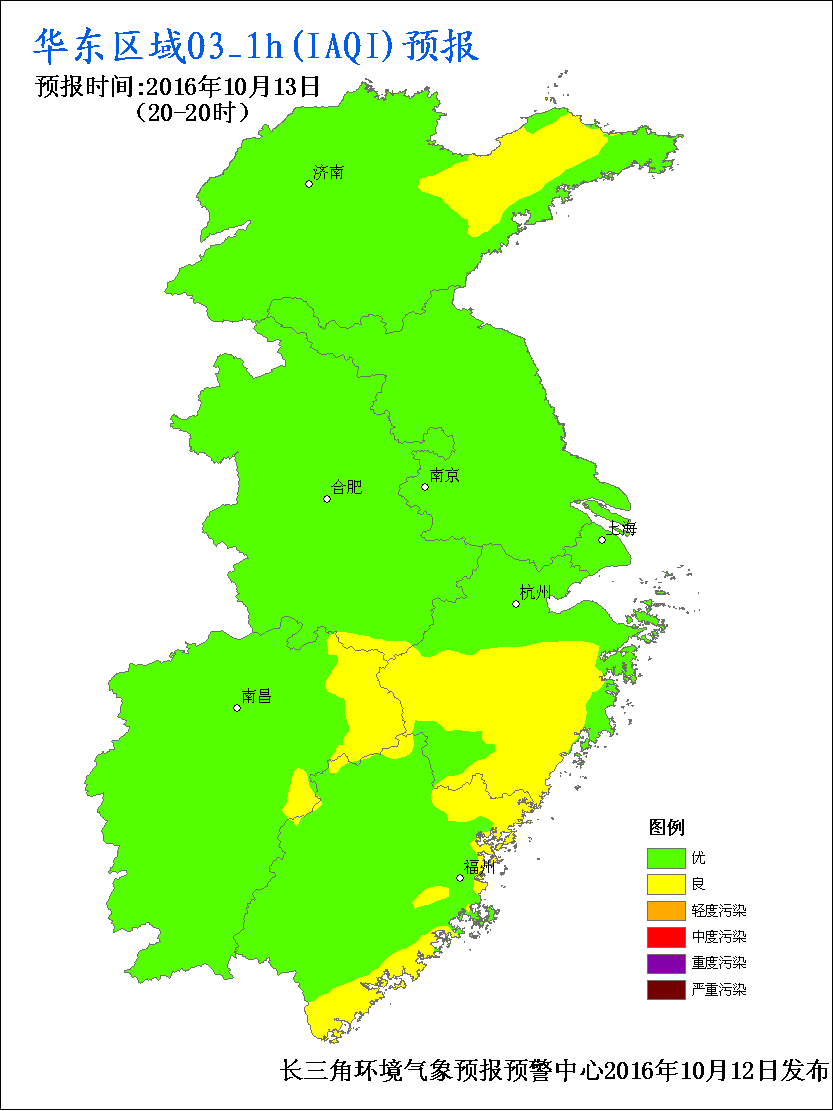 华东区域O3_1h(IAQI)预报
预报时间:2016年10月13日
(20-20时)
济南
南京
合肥
上海
杭州
南昌
图例
优
良
福州
轻度污染
中度污染
重度污染
严重污染
长三角环境气象预报预警中心2016年10月12日发布